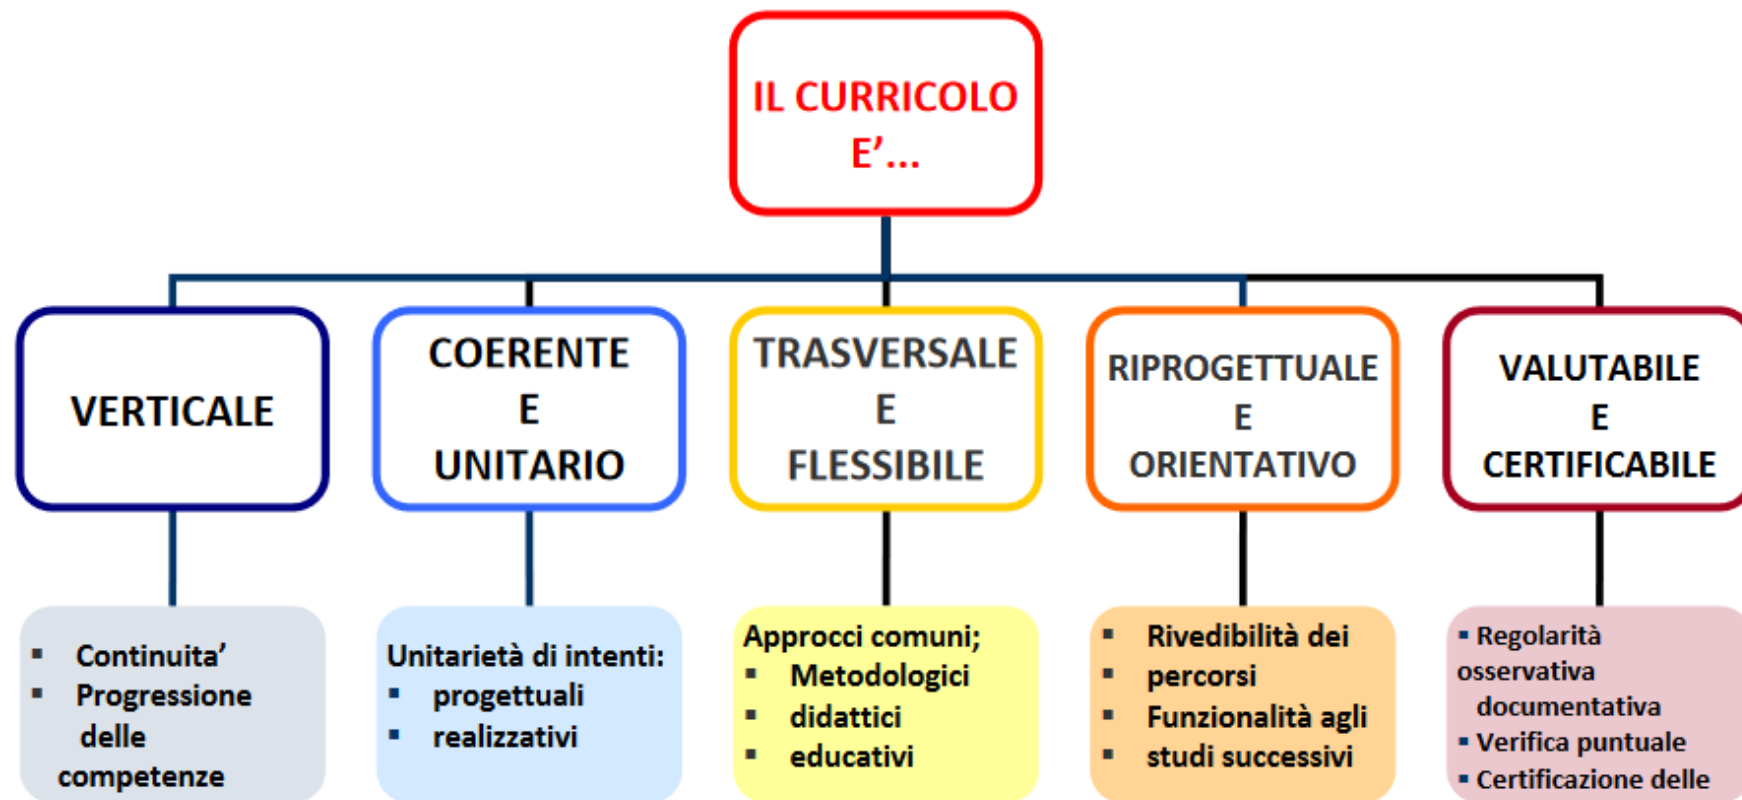 IL CURRICOLO
E’...
VERTICALE
COERENTE
E
UNITARIO
TRASVERSALE
E
FLESSIBILE
RIPROGETTUALE
E
ORIENTATIVO
VALUTABILE
E
CERTIFICABILE
▪ Continuita’
▪ Progressione
delle
competenze
Unitarietà di intenti:
▪ progettuali
▪ realizzativi
Approcci comuni;
▪ Metodologici
▪ didattici
▪ educativi
▪ Rivedibilità dei
▪ percorsi
▪ Funzionalità agli
▪ studi successivi
▪ Regolarità
osservativa
documentativa
▪ Verifica puntuale
▪ Certificazione delle